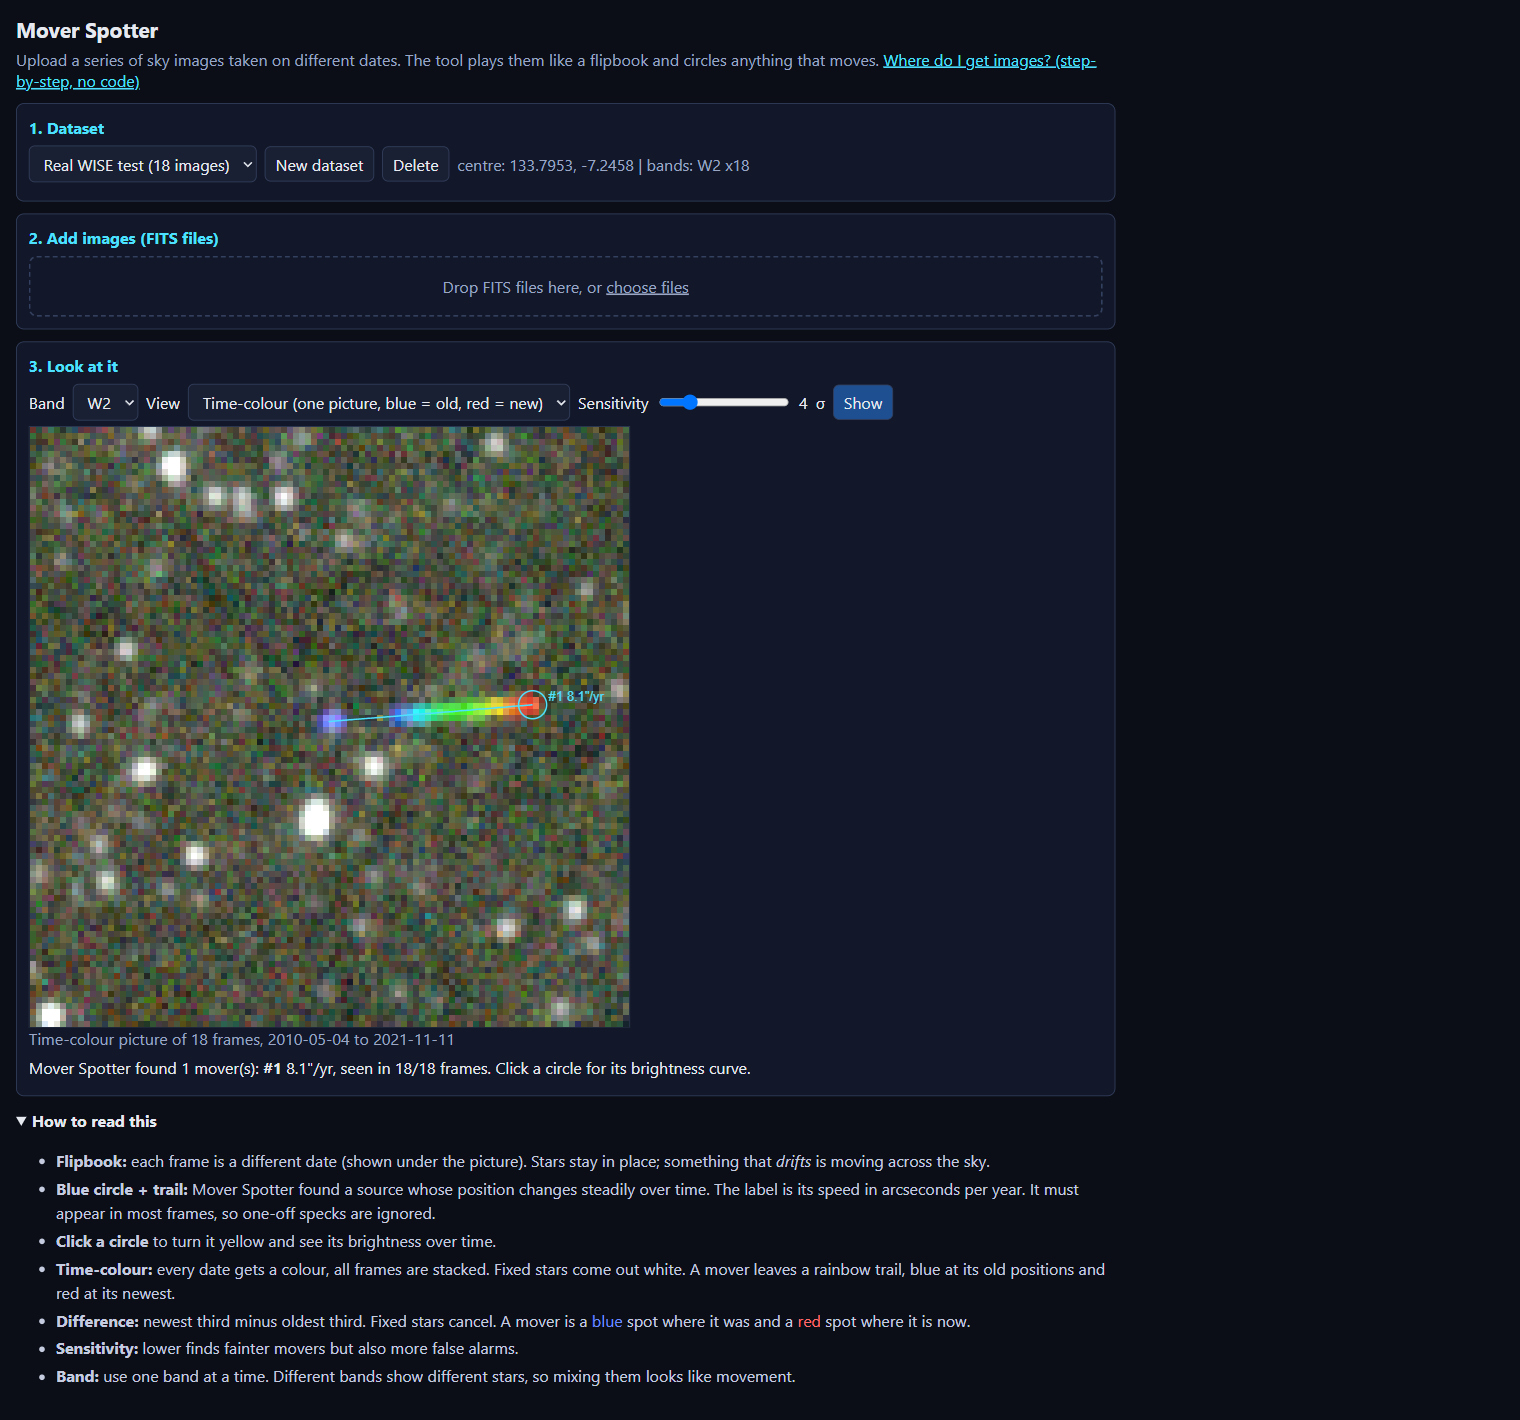 Mover Spotter
Upload a series of sky images taken on different dates. The tool plays them like a flipbook and circles anything that moves. Where do I get images? (step-
by-step, no code)
1. Dataset
Real WISE test (18 images) New dataset Delete centre: 133.7953, -7.2458 | bands: W2 x18
2. Add images (FITS files)
Drop FITS files here, or choose files
3. Look at it
Band W2 View Time-colour (one picture, blue = old, red = new) Sensitivity 4 σ Show
#1 8.1"/yr
Time-colour picture of 18 frames, 2010-05-04 to 2021-11-11
Mover Spotter found 1 mover(s): #1 8.1"/yr, seen in 18/18 frames. Click a circle for its brightness curve.
▼ How to read this
• Flipbook: each frame is a different date (shown under the picture). Stars stay in place; something that drifts is moving across the sky.
• Blue circle + trail: Mover Spotter found a source whose position changes steadily over time. The label is its speed in arcseconds per year. It must
appear in most frames, so one-off specks are ignored.
• Click a circle to turn it yellow and see its brightness over time.
• Time-colour: every date gets a colour, all frames are stacked. Fixed stars come out white. A mover leaves a rainbow trail, blue at its old positions and
red at its newest.
• Difference: newest third minus oldest third. Fixed stars cancel. A mover is a blue spot where it was and a red spot where it is now.
• Sensitivity: lower finds fainter movers but also more false alarms.
• Band: use one band at a time. Different bands show different stars, so mixing them looks like movement.